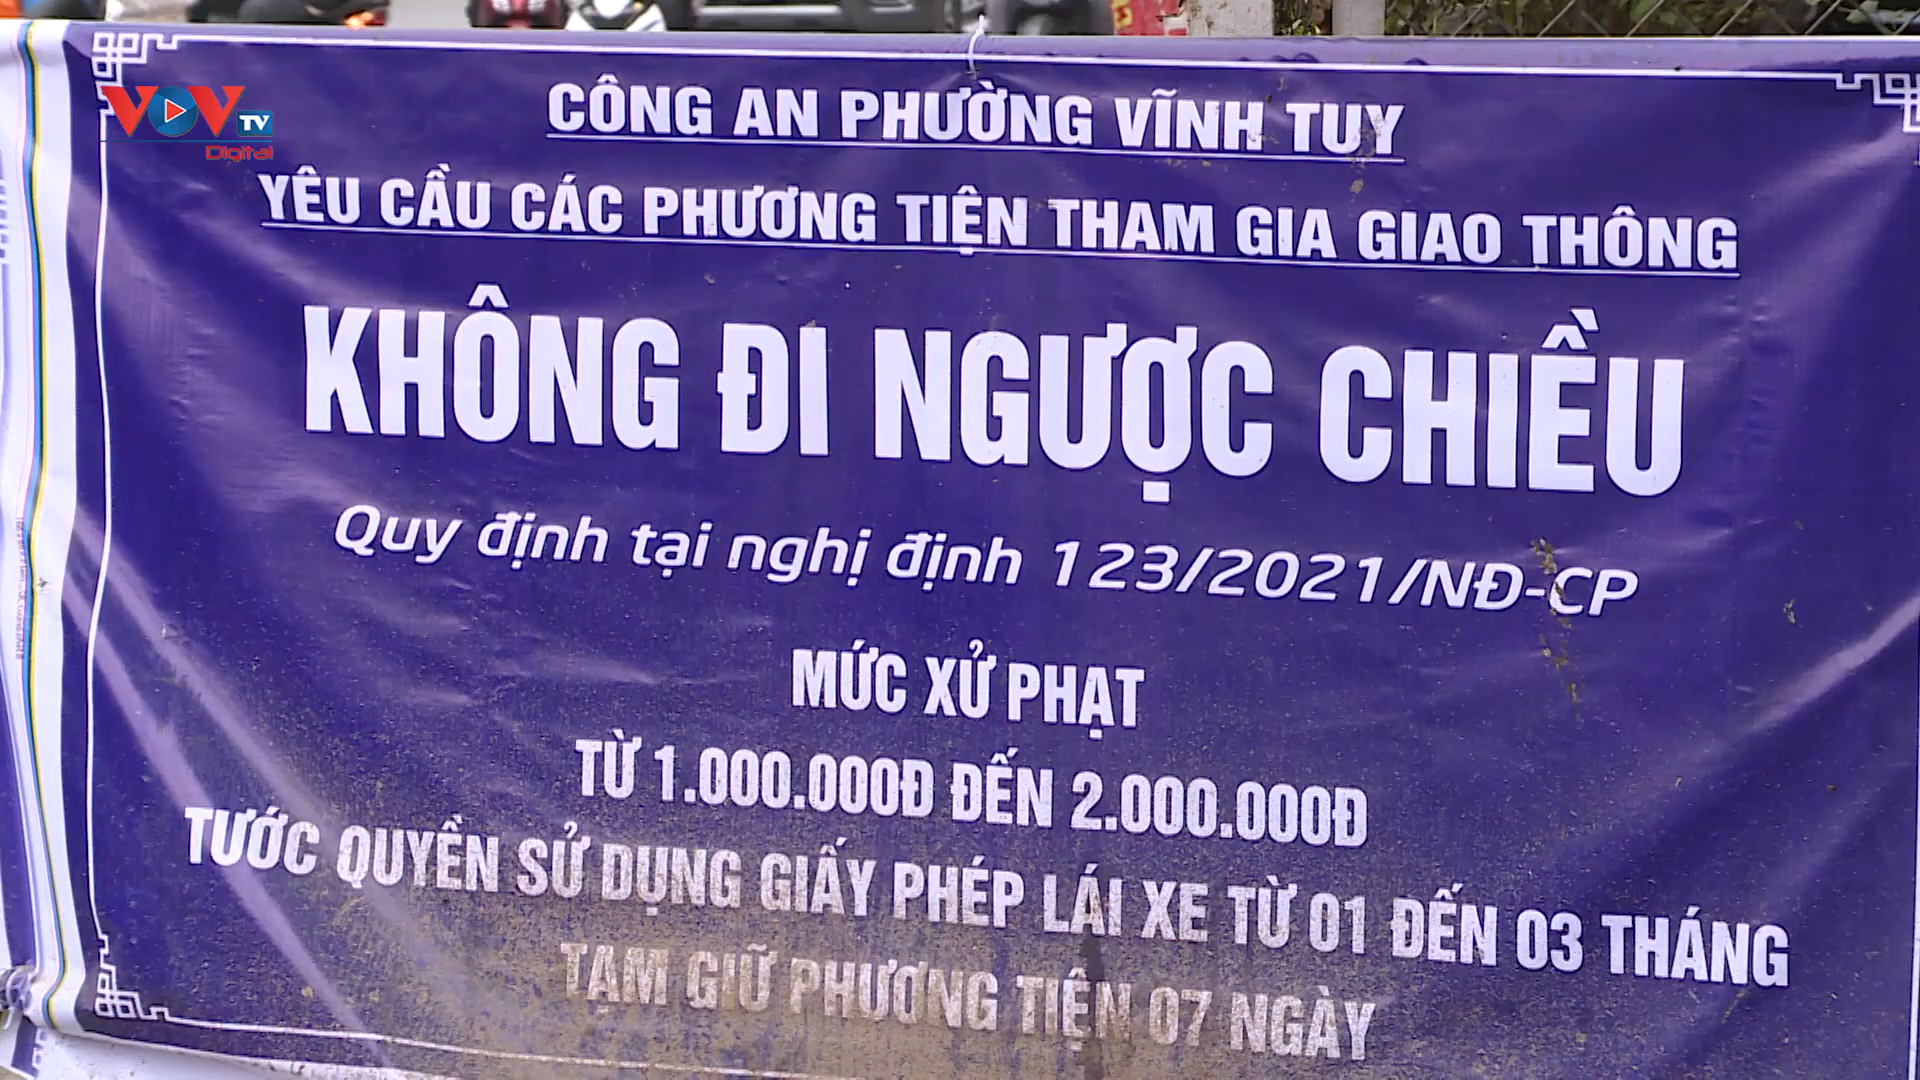 VOV TV
Digital
CÔNG AN PHƯỜNG VĨNH TUY
YÊU CẦU CÁC PHƯƠNG TIỆN THAM GIA GIAO THÔNG
KHÔNG ĐI NGƯỢC CHIỀU
Quy định tại nghị định 123/2021/NĐ-CP
MỨC XỬ PHẠT
TỪ 1.000.000Đ ĐẾN 2.000.000Đ
TƯỚC QUYỀN SỬ DỤNG GIẤY PHÉP LÁI XE TỪ 01 ĐẾN 03 THÁNG
TẠM GIỮ PHƯƠNG TIỆN 07 NGÀY